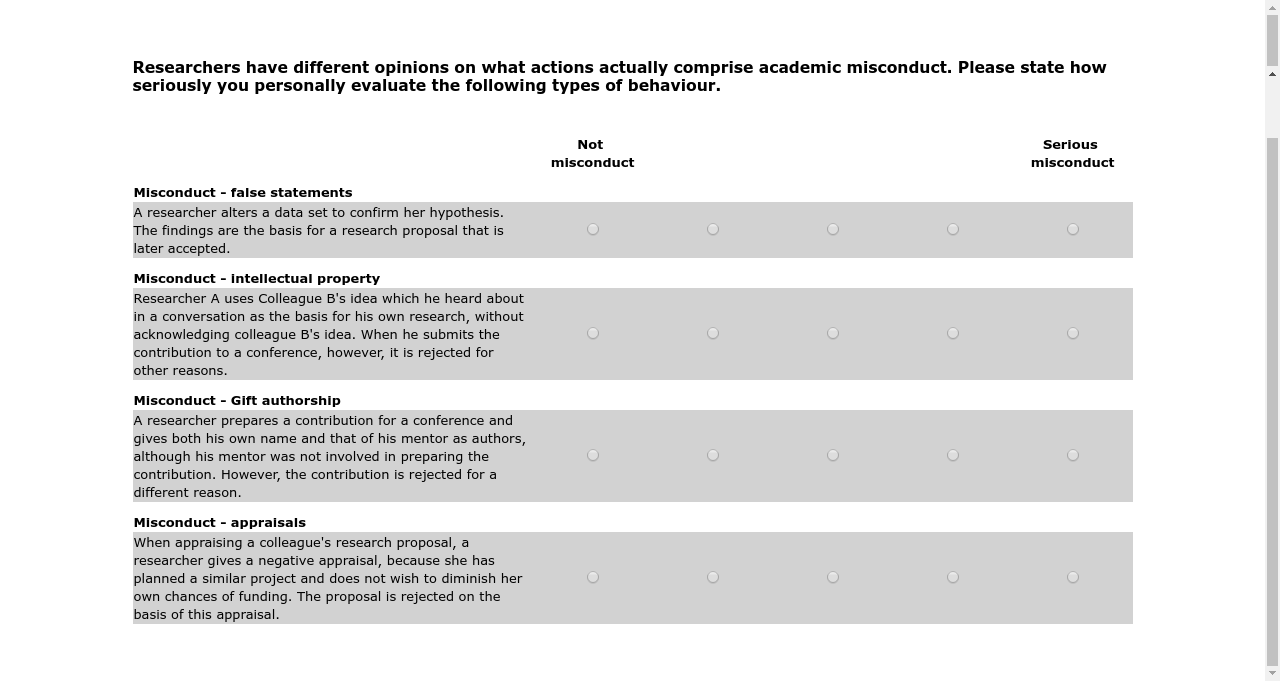 Researchers have different opinions on what actions actually comprise academic misconduct. Please state how
seriously you personally evaluate the following types of behaviour.
Not
misconduct
Serious
misconduct
Misconduct – false statements
A researcher alters a data set to confirm her hypothesis.
The findings are the basis for a research proposal that is
later accepted.
Misconduct – intellectual property
Researcher A uses Colleague B's idea which he heard about
in a conversation as the basis for his own research, without
acknowledging colleague B's idea. When he submits the
contribution to a conference, however, it is rejected for
other reasons.
Misconduct – Gift authorship
A researcher prepares a contribution for a conference and
gives both his own name and that of his mentor as authors,
although his mentor was not involved in preparing the
contribution. However, the contribution is rejected for a
different reason.
Misconduct – appraisals
When appraising a colleague's research proposal, a
researcher gives a negative appraisal, because she has
planned a similar project and does not wish to diminish her
own chances of funding. The proposal is rejected on the
basis of this appraisal.